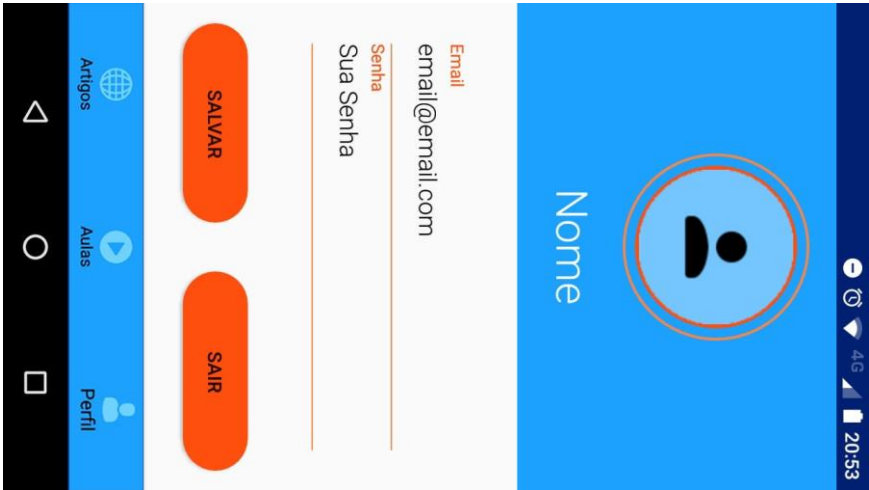 4G 20:53
Nome
Email
email@email.com
Senha
Sua Senha
SALVAR SAIR
Artigos Aulas Perfil